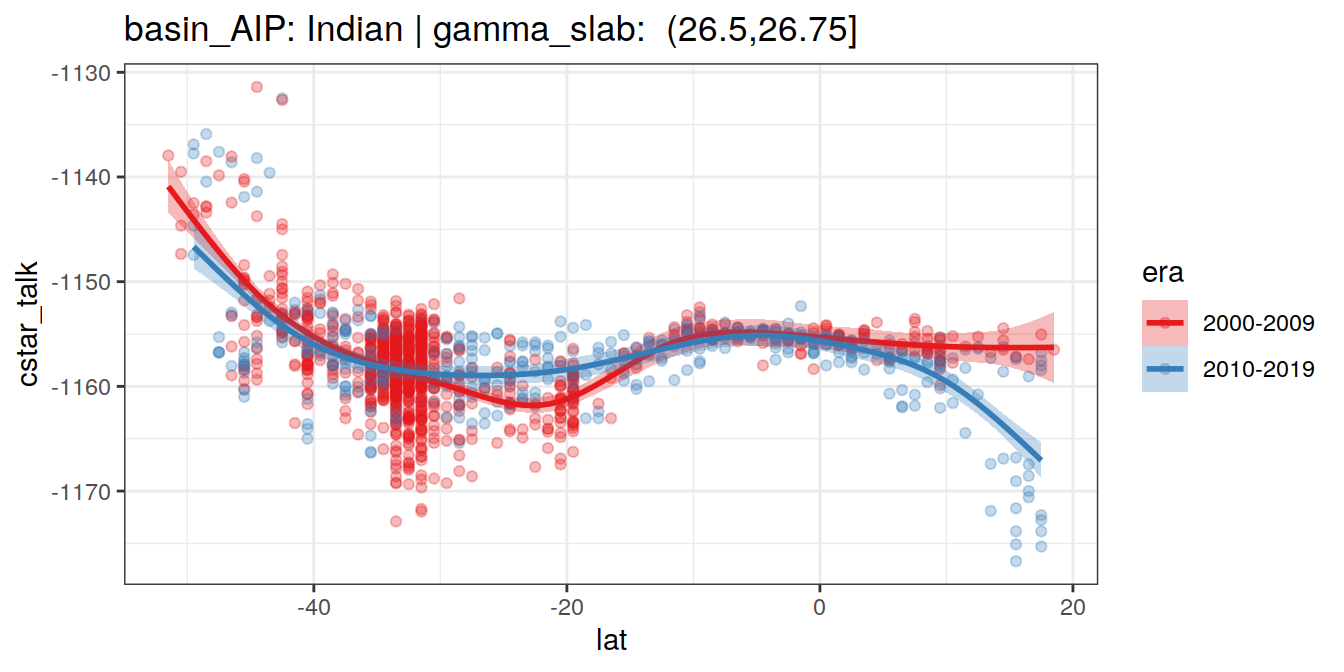 basin_AIP: Indian | gamma_slab:  (26.5,26.75]
-1130
-1140
-1150
-1160
-1170
cstar_talk
-40
-20
0
20
lat
era
2000-2009
2010-2019